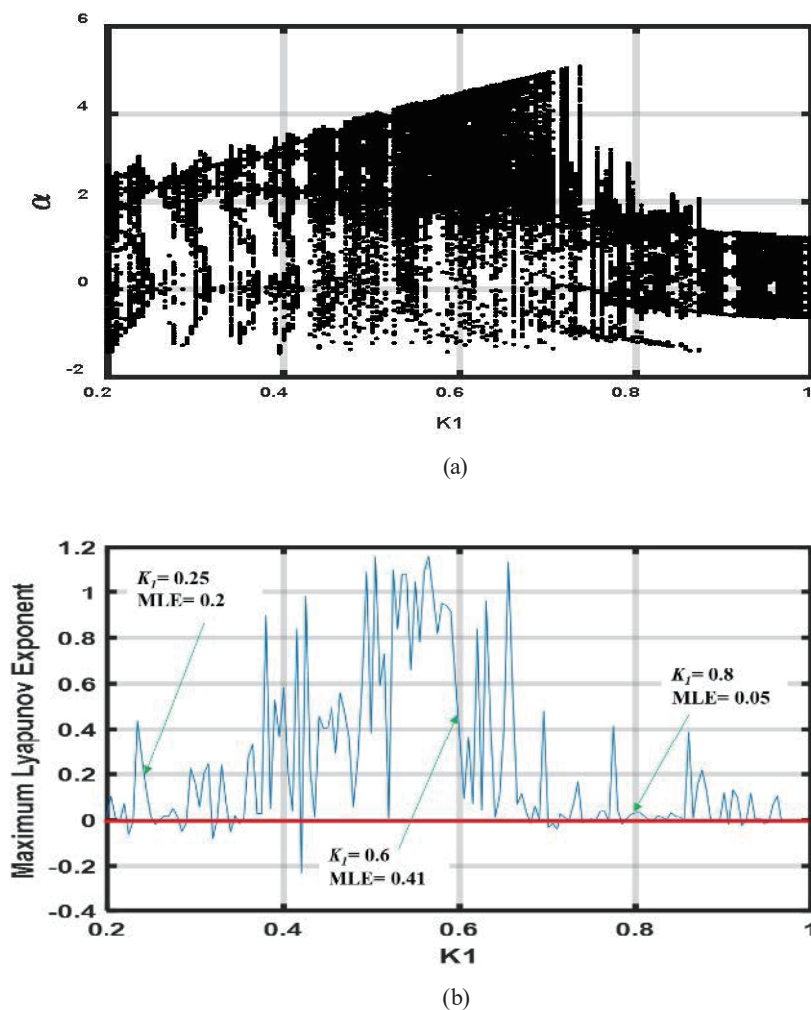 6
4
2
0
-2
α
0.2 0.4 0.6 0.8 1
K1
(a)
1.2
1
0.8
0.6
0.4
0.2
0
-0.2
-0.4
Maximum Lyapunov Exponent
K₁= 0.25
MLE= 0.2
K₁= 0.8
MLE= 0.05
K₁= 0.6
MLE= 0.41
0.2 0.4 0.6 0.8 1
K1
(b)